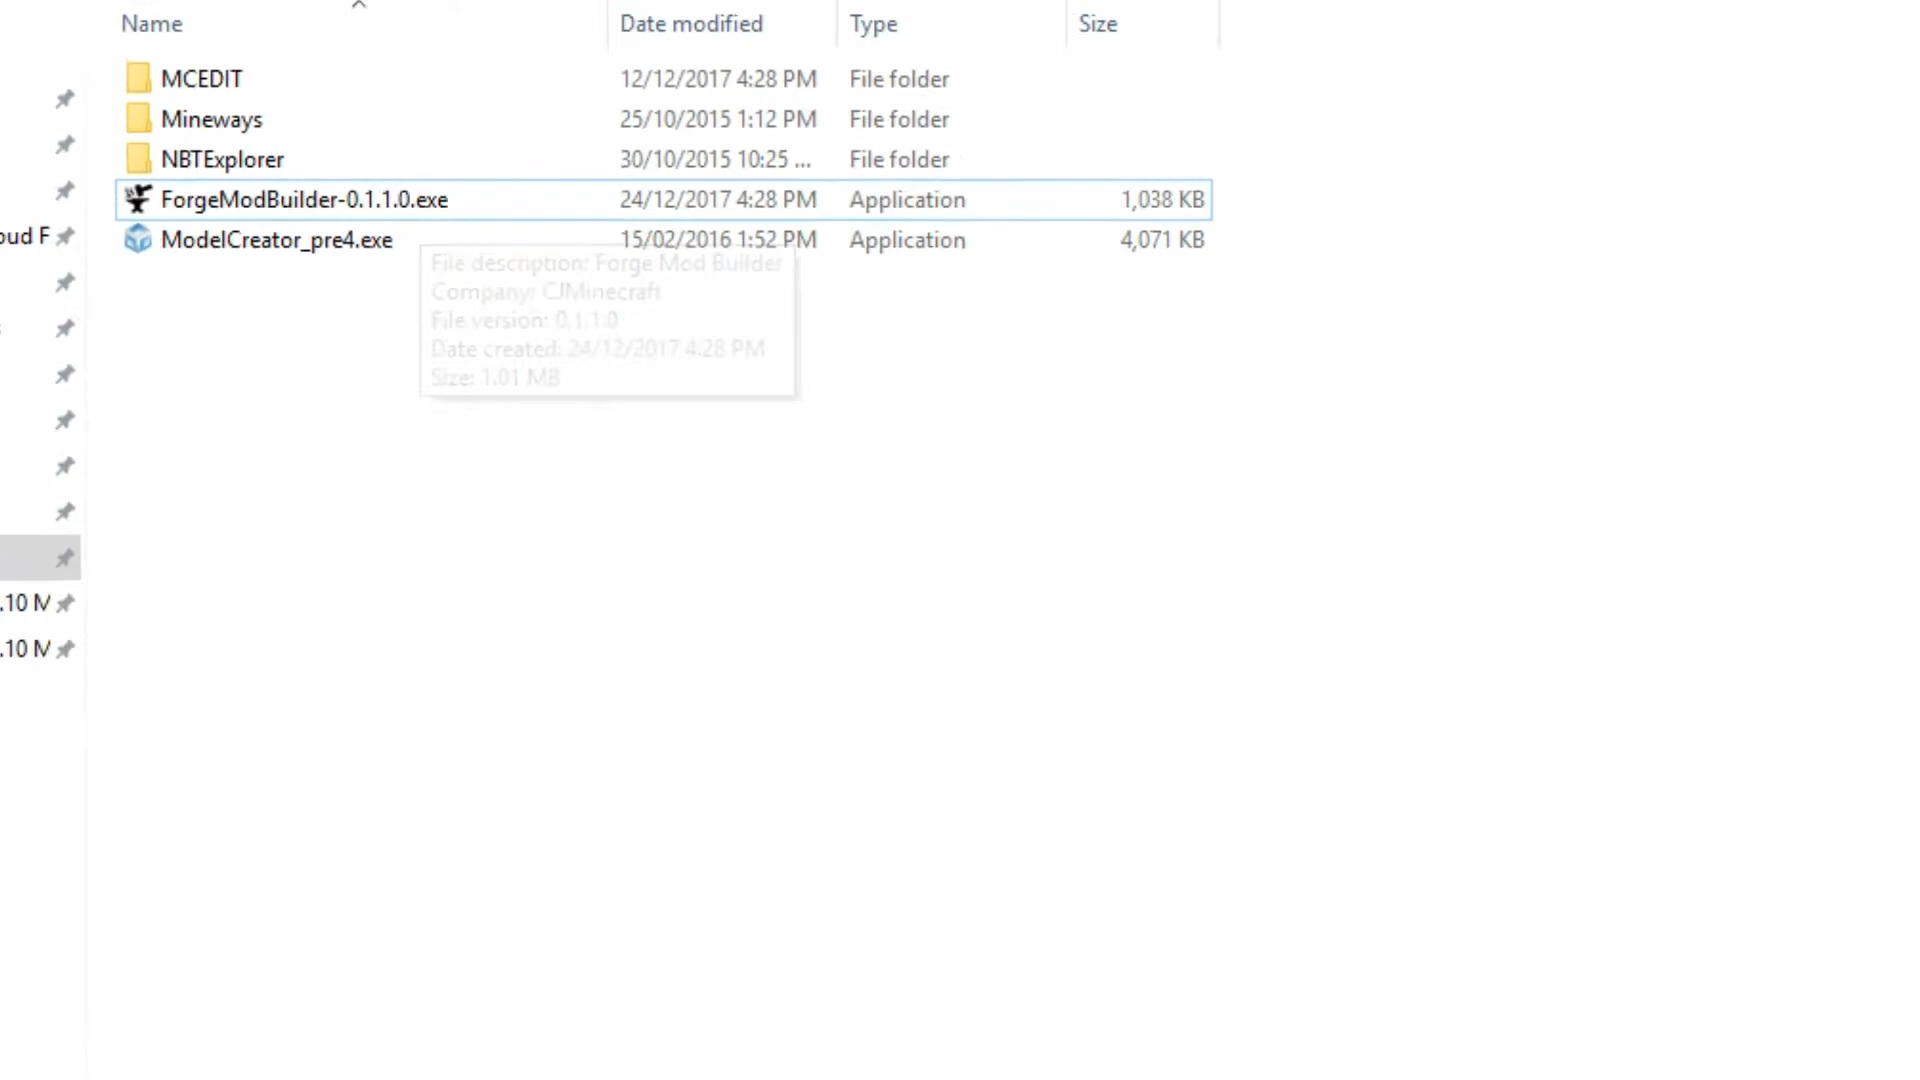 Name Date modified Type Size
MCEDIT 12/12/2017 4:28 PM File folder
Mineways 25/10/2015 1:12 PM File folder
NBTExplorer 30/10/2015 10:25 ... File folder
ForgeModBuilder-0.1.1.0.exe 24/12/2017 4:28 PM Application 1,038 KB
oud F ModelCreator_pre4.exe 15/02/2016 1:52 PM Application 4,071 KB
File description: Forge Mod Builder
Company: CJMinecraft
File version: 0.1.1.0
Date created: 24/12/2017 4:28 PM
Size: 1.01 MB
.10 M
.10 M